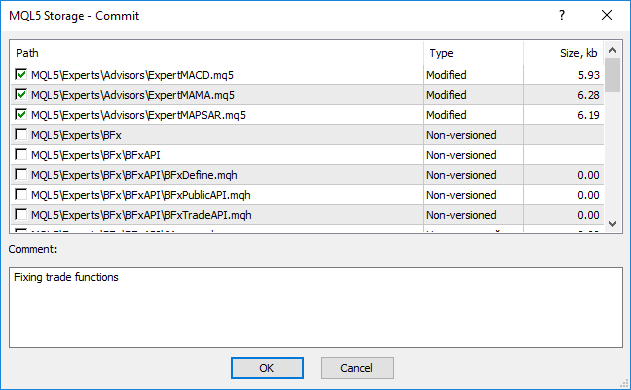 MQL5 Storage - Commit
?
Path Type Size, kb
MQL5\Experts\Advisors\ExpertMACD.mq5 Modified 5.93
MQL5\Experts\Advisors\ExpertMAMA.mq5 Modified 6.28
MQL5\Experts\Advisors\ExpertMAPSAR.mq5 Modified 6.19
MQL5\Experts\BFx Non-versioned
MQL5\Experts\BFx\BFxAPI Non-versioned
MQL5\Experts\BFx\BFxAPI\BFxDefine.mqh Non-versioned 0.00
MQL5\Experts\BFx\BFxAPI\BFxPublicAPI.mqh Non-versioned 0.00
MQL5\Experts\BFx\BFxAPI\BFxTradeAPI.mqh Non-versioned 0.00
Comment:
Fixing trade functions
OK Cancel